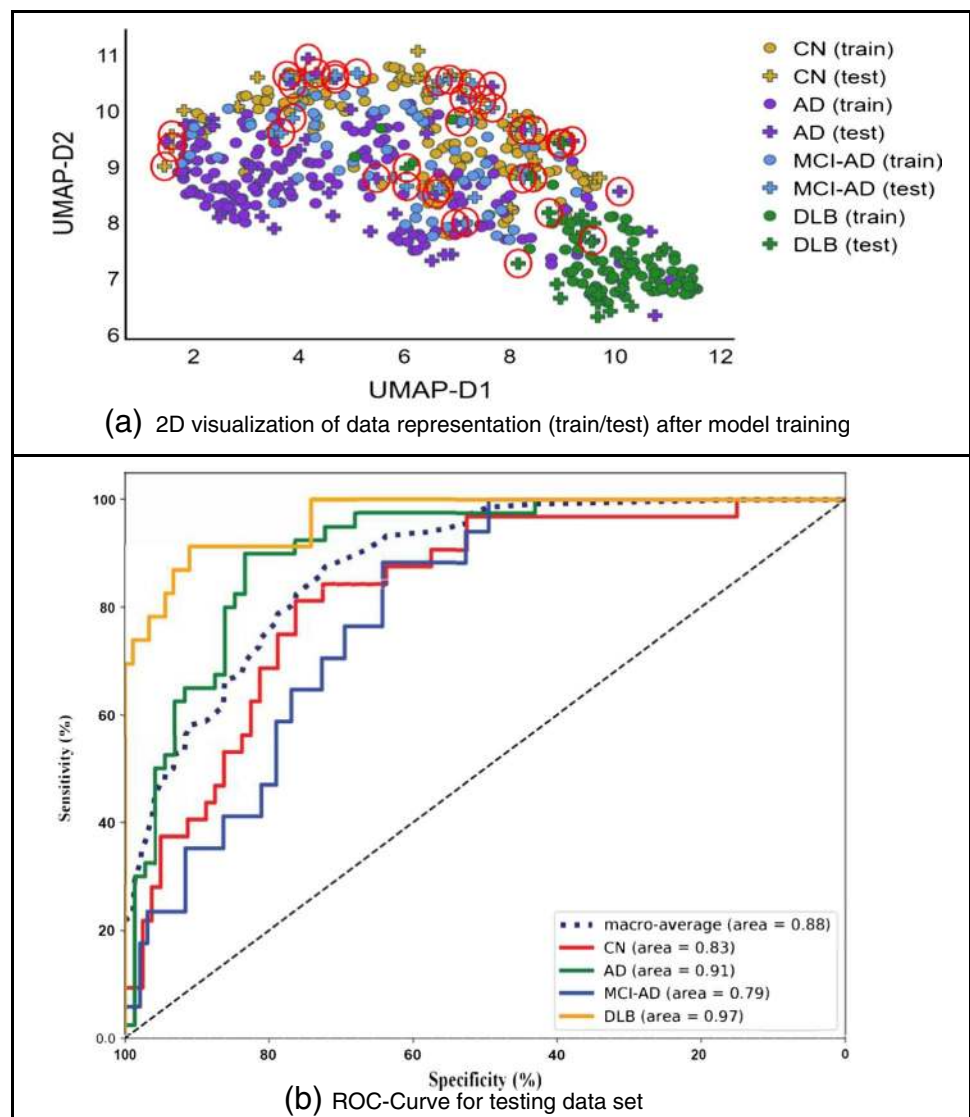 11
10
9
8
7
6
UMAP-D2
2 4 6 8 10 12
UMAP-D1
CN (train)
CN (test)
AD (train)
AD (test)
MCI-AD (train)
MCI-AD (test)
DLB (train)
DLB (test)
(a) 2D visualization of data representation (train/test) after model training
100
80
60
40
20
0.0
Sensitivity (%)
macro-average (area = 0.88)
CN (area = 0.83)
AD (area = 0.91)
MCI-AD (area = 0.79)
DLB (area = 0.97)
100 80 60 40 20 0
Specificity (%)
(b) ROC-Curve for testing data set